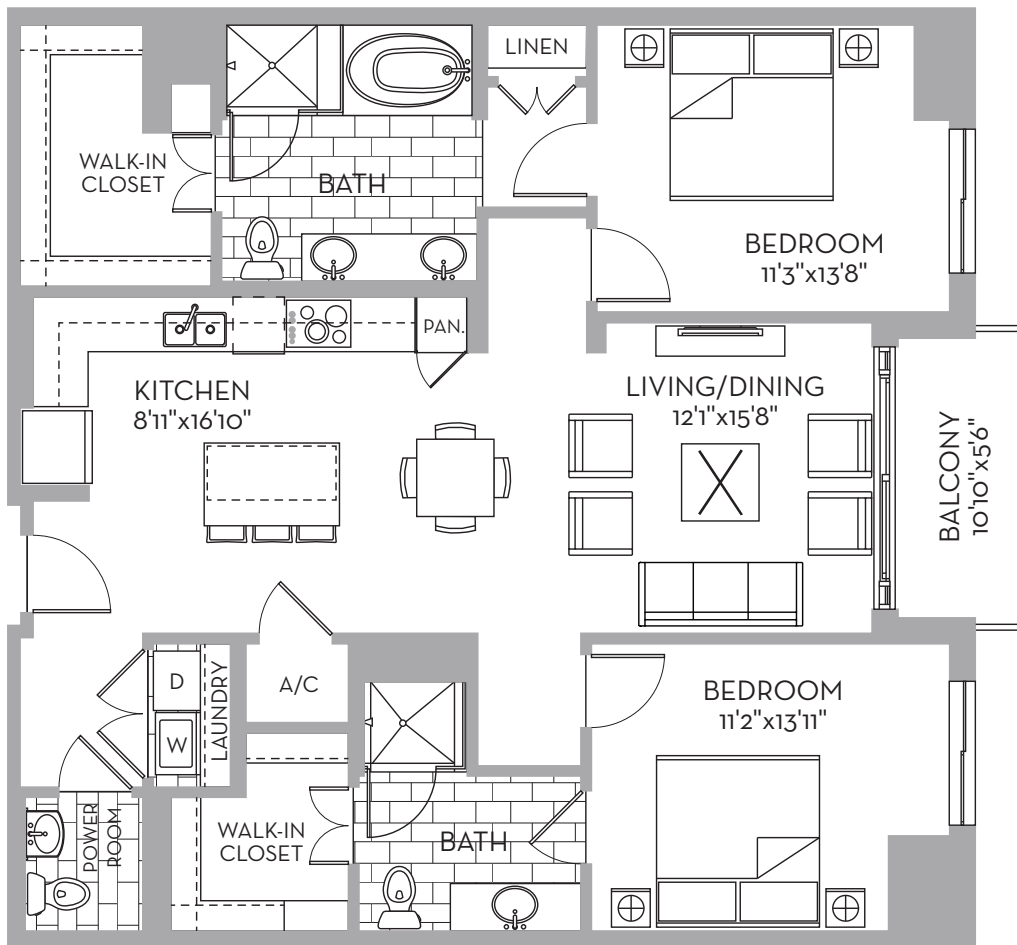 LINEN
WALK-IN
CLOSET
BATH
BEDROOM
11'3"x13'8"
PAN.
KITCHEN
8'11"x16'10"
LIVING/DINING
12'1"x15'8"
BALCONY
10'10"x5'6"
D
W
LAUNDRY
A/C
BEDROOM
11'2"x13'11"
POWER
ROOM
WALK-IN
CLOSET
BATH